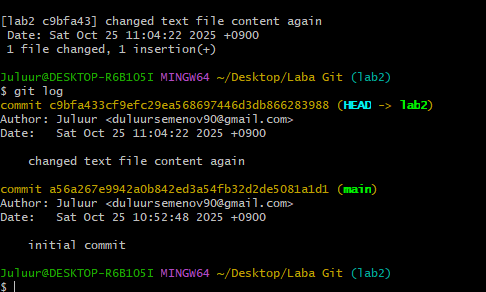 [lab2 c9bfa43] changed text file content again
 Date: Sat Oct 25 11:04:22 2025 +0900
 1 file changed, 1 insertion(+)

Juluur@DESKTOP-R6B105I MINGW64 ~/Desktop/Laba Git (lab2)
$ git log
commit c9bfa433cf9efc29ea568697446d3db866283988 (HEAD -> lab2)
Author: Juluur <duluursemenov90@gmail.com>
Date:   Sat Oct 25 11:04:22 2025 +0900

    changed text file content again

commit a56a267e9942a0b842ed3a54fb32d2de5081a1d1 (main)
Author: Juluur <duluursemenov90@gmail.com>
Date:   Sat Oct 25 10:52:48 2025 +0900

    initial commit

Juluur@DESKTOP-R6B105I MINGW64 ~/Desktop/Laba Git (lab2)
$